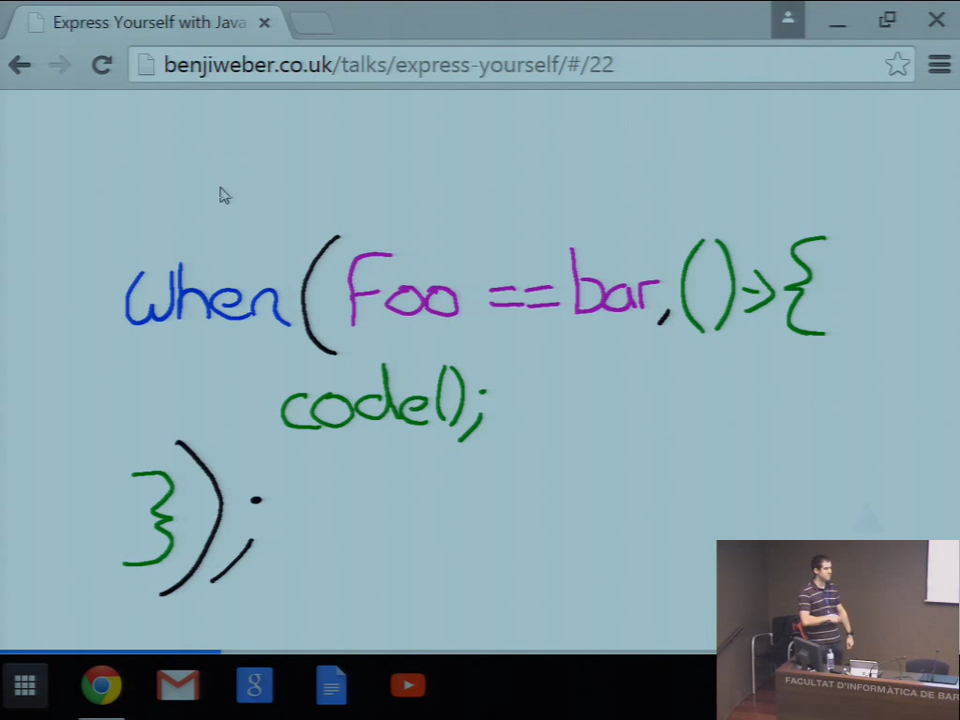 Express Yourself with Java
benjiweber.co.uk/talks/express-yourself/#/22
when(Foo == bar, () => {
code();
});
FACULTAT D'INFORMÀTICA DE BAR